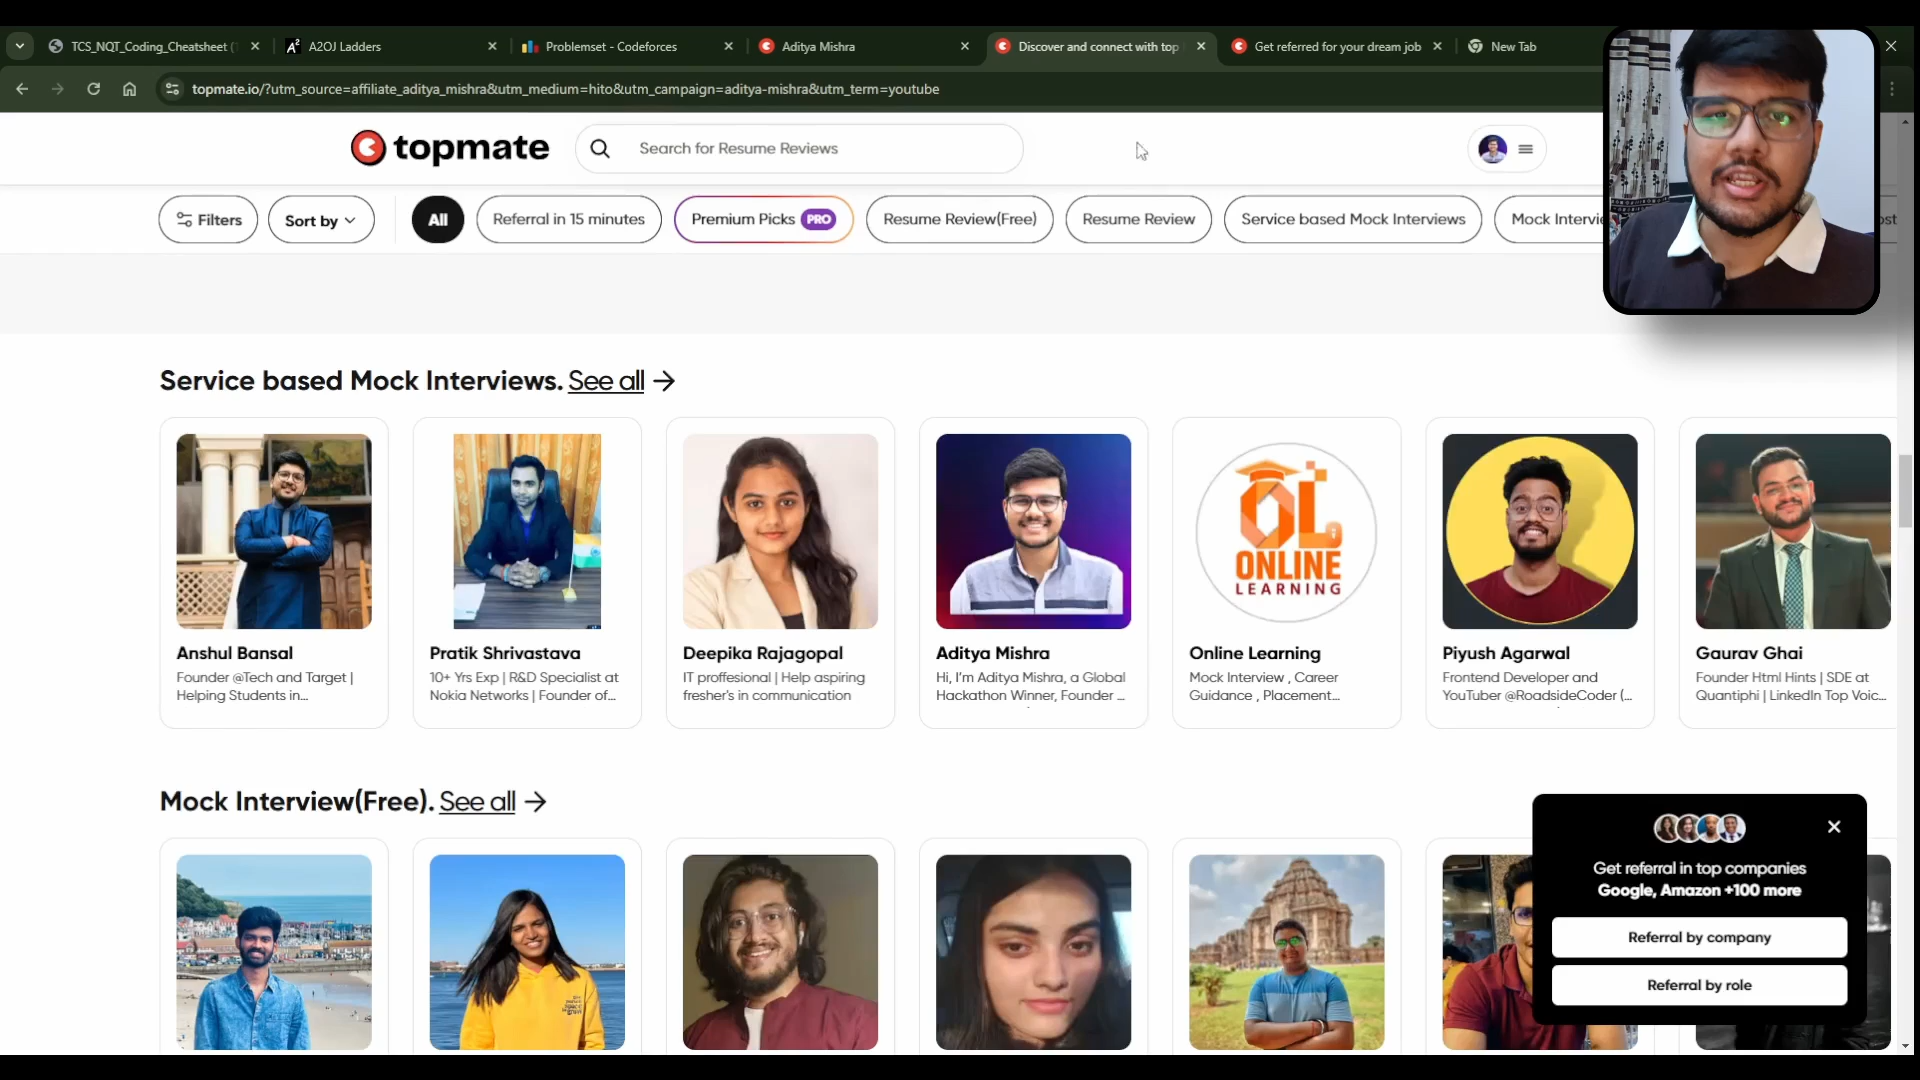 TCS_NQT_Coding_Cheatsheet (
A2OJ Ladders
Problemset - Codeforces
Aditya Mishra
Discover and connect with top
Get referred for your dream job
New Tab
topmate.io/?utm_source=affiliate_aditya_mishra&utm_medium=hito&utm_campaign=aditya-mishra&utm_term=youtube
topmate
Search for Resume Reviews
Filters
Sort by
All
Referral in 15 minutes
Premium Picks PRO
Resume Review(Free)
Resume Review
Service based Mock Interviews
Mock Intervie
Service based Mock Interviews. See all →
Anshul Bansal
Founder @Tech and Target |
Helping Students in...
Pratik Shrivastava
10+ Yrs Exp | R&D Specialist at
Nokia Networks | Founder of...
Deepika Rajagopal
IT proffesional | Help aspiring
fresher's in communication
Aditya Mishra
Hi, I'm Aditya Mishra, a Global
Hackathon Winner, Founder ...
OL
ONLINE
LEARNING
Online Learning
Mock Interview , Career
Guidance , Placement...
Piyush Agarwal
Frontend Developer and
YouTuber @RoadsideCoder (...
Gaurav Ghai
Founder Html Hints | SDE at
Quantiphi | LinkedIn Top Voic...
Mock Interview(Free). See all →
Get referral in top companies
Google, Amazon +100 more
Referral by company
Referral by role